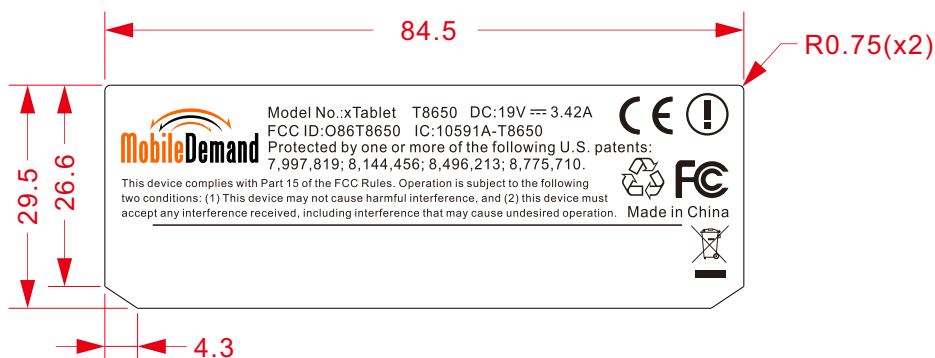 84.5
R0.75(x2)
29.5
26.6
MobileDemand
Model No.:xTablet T8650 DC:19V ⎓ 3.42A
FCC ID:O86T8650 IC:10591A-T8650
Protected by one or more of the following U.S. patents:
7,997,819; 8,144,456; 8,496,213; 8,775,710.
CE
FC
This device complies with Part 15 of the FCC Rules. Operation is subject to the following
two conditions: (1) This device may not cause harmful interference, and (2) this device must
accept any interference received, including interference that may cause undesired operation.
Made in China
4.3